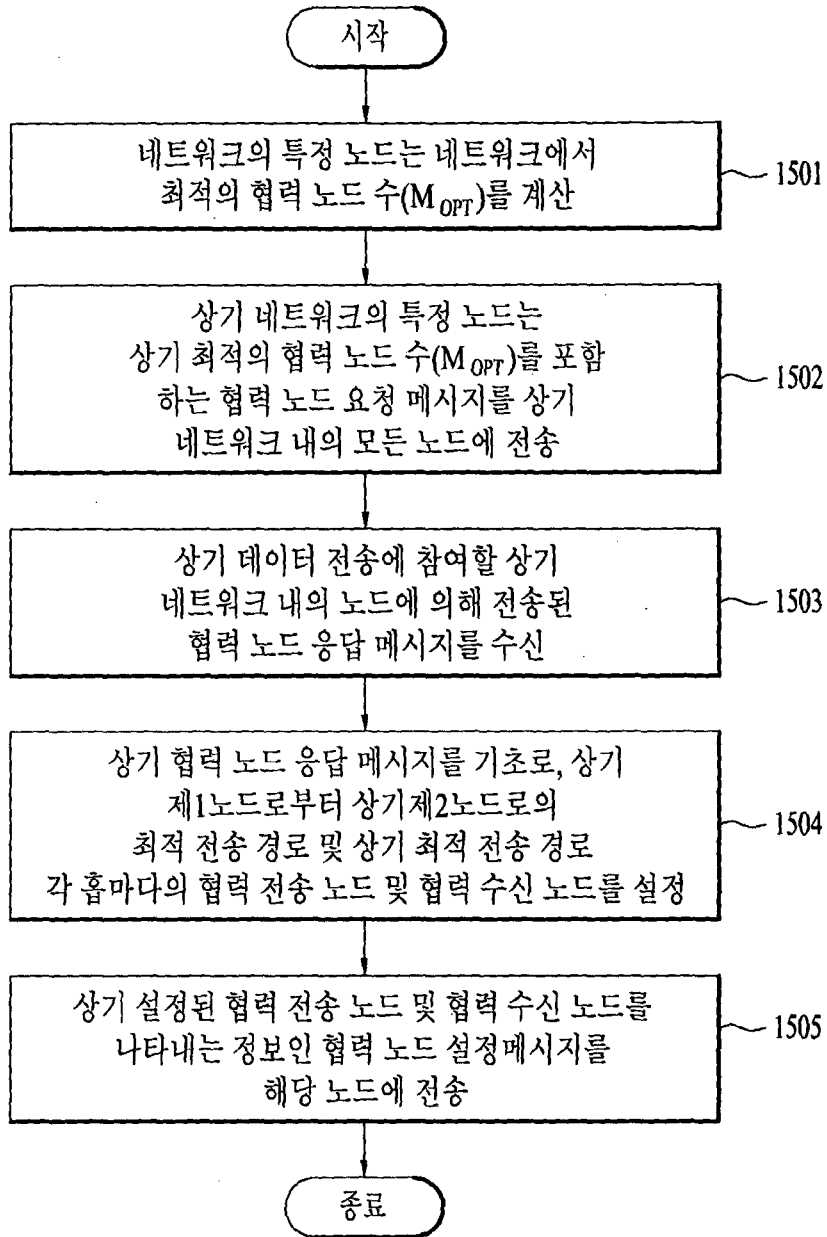 시작
네트워크의 특정 노드는 네트워크에서
최적의 협력 노드 수(M OPT)를 계산
1501
상기 네트워크의 특정 노드는
상기 최적의 협력 노드 수(M OPT)를 포함
하는 협력 노드 요청 메시지를 상기
네트워크 내의 모든 노드에 전송
1502
상기 데이터 전송에 참여할 상기
네트워크 내의 노드에 의해 전송된
협력 노드 응답 메시지를 수신
1503
상기 협력 노드 응답 메시지를 기초로, 상기
제1노드로부터 상기제2노드로의
최적 전송 경로 및 상기 최적 전송 경로
각 홉마다의 협력 전송 노드 및 협력 수신 노드를 설정
1504
상기 설정된 협력 전송 노드 및 협력 수신 노드를
나타내는 정보인 협력 노드 설정메시지를
해당 노드에 전송
1505
종료